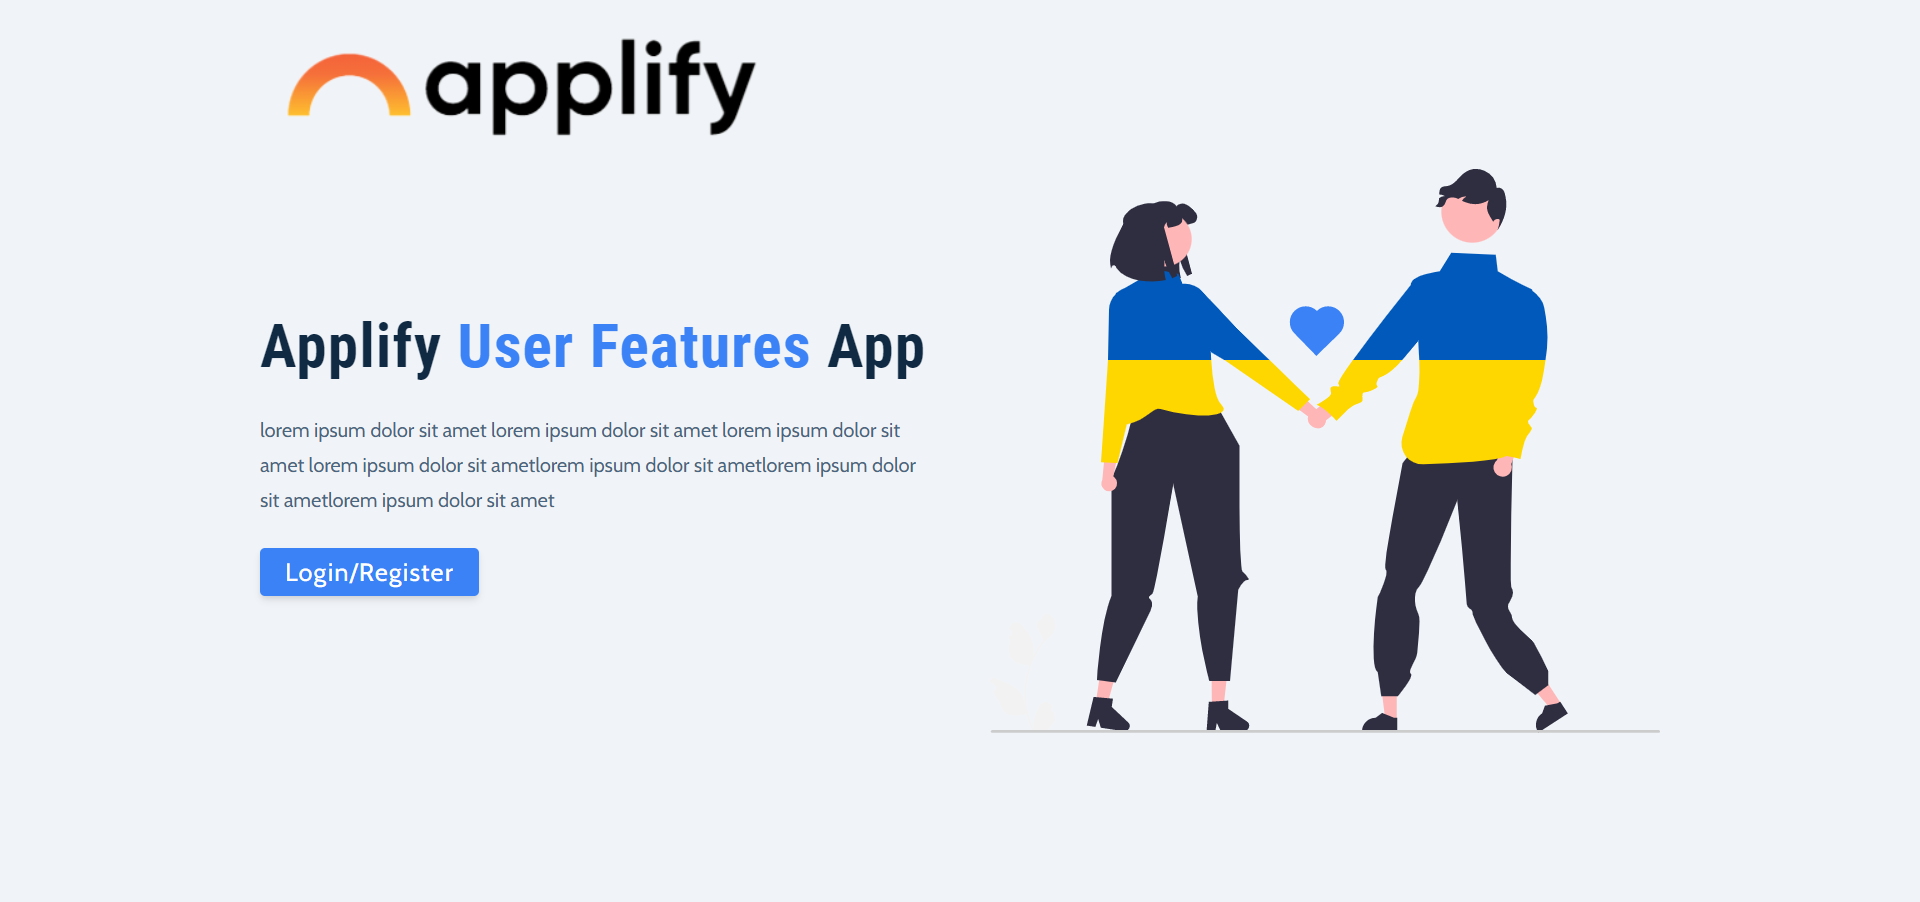 applify
Applify User Features App
lorem ipsum dolor sit amet lorem ipsum dolor sit amet lorem ipsum dolor sit
amet lorem ipsum dolor sit ametlorem ipsum dolor sit ametlorem ipsum dolor
sit ametlorem ipsum dolor sit amet
Login/Register